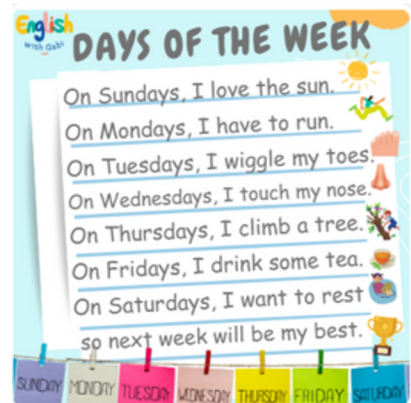 English
with Gabi
DAYS OF THE WEEK
On Sundays, I love the sun.
On Mondays, I have to run.
On Tuesdays, I wiggle my toes.
On Wednesdays, I touch my nose.
On Thursdays, I climb a tree.
On Fridays, I drink some tea.
On Saturdays, I want to rest
so next week will be my best.
SUNDAY MONDAY TUESDAY WEDNESDAY THURSDAY FRIDAY SATURDAY